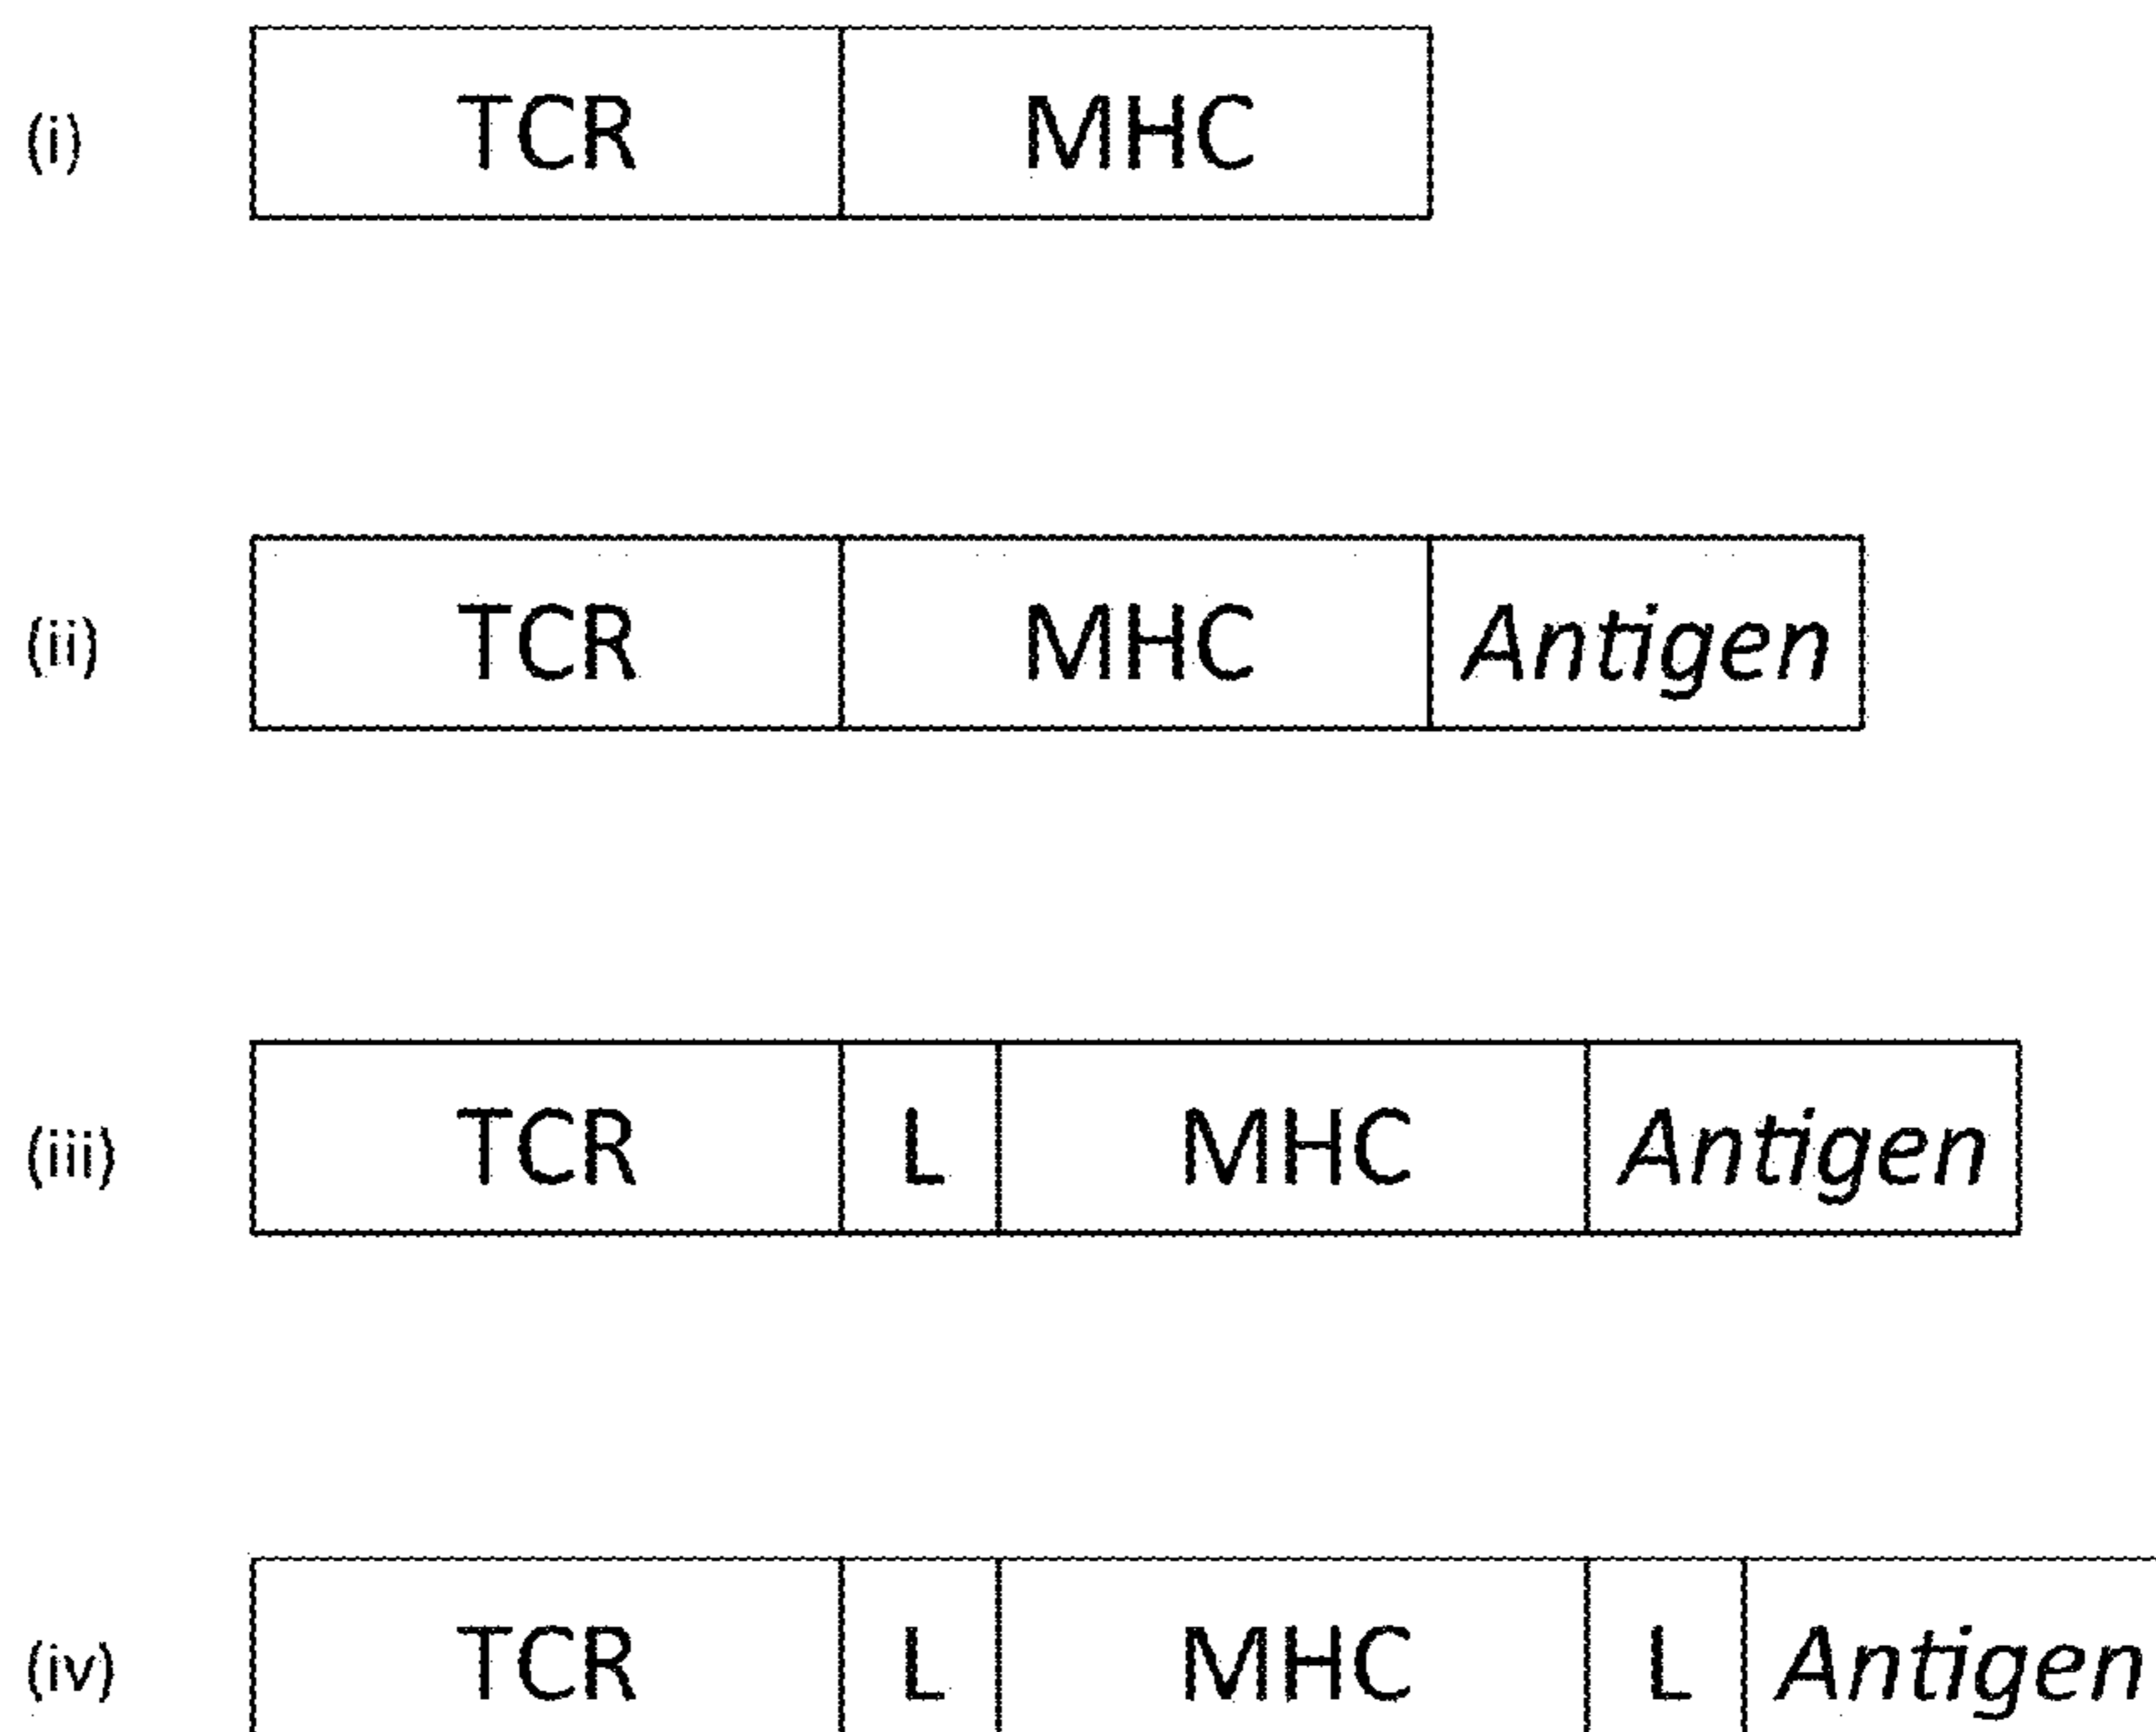 (i) TCR MHC
(ii) TCR MHC Antigen
(iii) TCR L MHC Antigen
(iv) TCR L MHC L Antigen